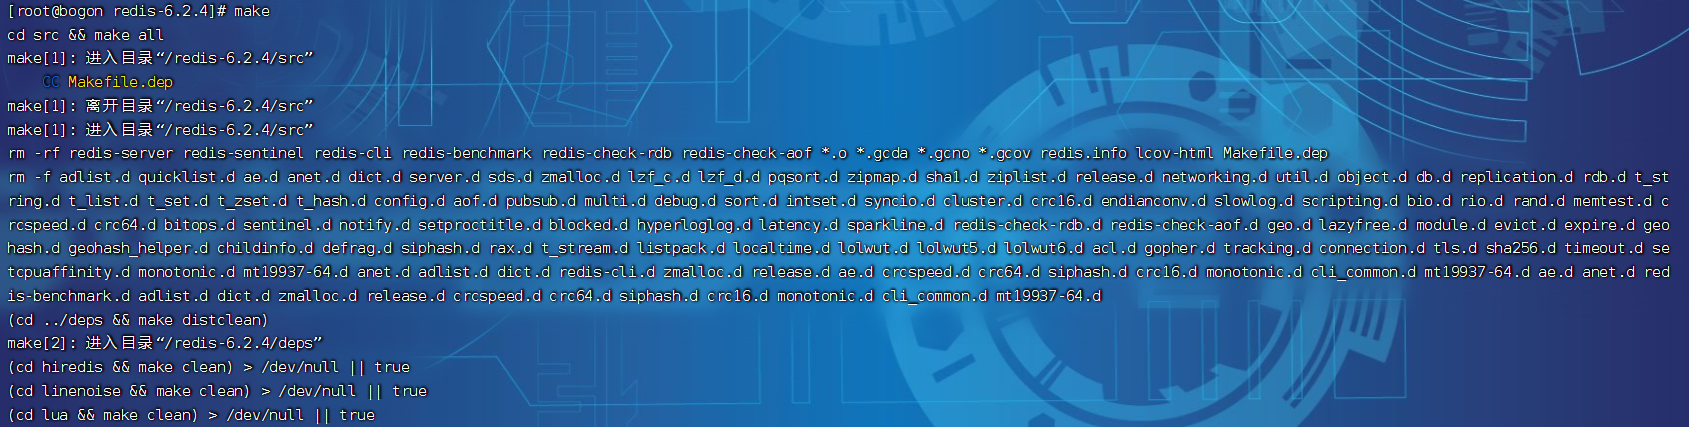 [root@bogon redis-6.2.4]# make
cd src && make all
make[1]: 进入目录“/redis-6.2.4/src”
CC Makefile.dep
make[1]: 离开目录“/redis-6.2.4/src”
make[1]: 进入目录“/redis-6.2.4/src”
rm -rf redis-server redis-sentinel redis-cli redis-benchmark redis-check-rdb redis-check-aof *.o *.gcda *.gcno *.gcov redis.info lcov-html Makefile.dep
rm -f adlist.d quicklist.d ae.d anet.d dict.d server.d sds.d zmalloc.d lzf_c.d lzf_d.d pqsort.d zipmap.d sha1.d ziplist.d release.d networking.d util.d object.d db.d replication.d rdb.d t_st
ring.d t_list.d t_set.d t_zset.d t_hash.d config.d aof.d pubsub.d multi.d debug.d sort.d intset.d syncio.d cluster.d crc16.d endianconv.d slowlog.d scripting.d bio.d rio.d rand.d memtest.d c
rcspeed.d crc64.d bitops.d sentinel.d notify.d setproctitle.d blocked.d hyperloglog.d latency.d sparkline.d redis-check-rdb.d redis-check-aof.d geo.d lazyfree.d module.d evict.d expire.d geo
hash.d geohash_helper.d childinfo.d defrag.d siphash.d rax.d t_stream.d listpack.d localtime.d lolwut.d lolwut5.d lolwut6.d acl.d gopher.d tracking.d connection.d tls.d sha256.d timeout.d se
tcpuaffinity.d monotonic.d mt19937-64.d anet.d adlist.d dict.d redis-cli.d zmalloc.d release.d ae.d crcspeed.d crc64.d siphash.d crc16.d monotonic.d cli_common.d mt19937-64.d ae.d anet.d red
is-benchmark.d adlist.d dict.d zmalloc.d release.d crcspeed.d crc64.d siphash.d crc16.d monotonic.d cli_common.d mt19937-64.d
(cd ../deps && make distclean)
make[2]: 进入目录“/redis-6.2.4/deps”
(cd hiredis && make clean) > /dev/null || true
(cd linenoise && make clean) > /dev/null || true
(cd lua && make clean) > /dev/null || true